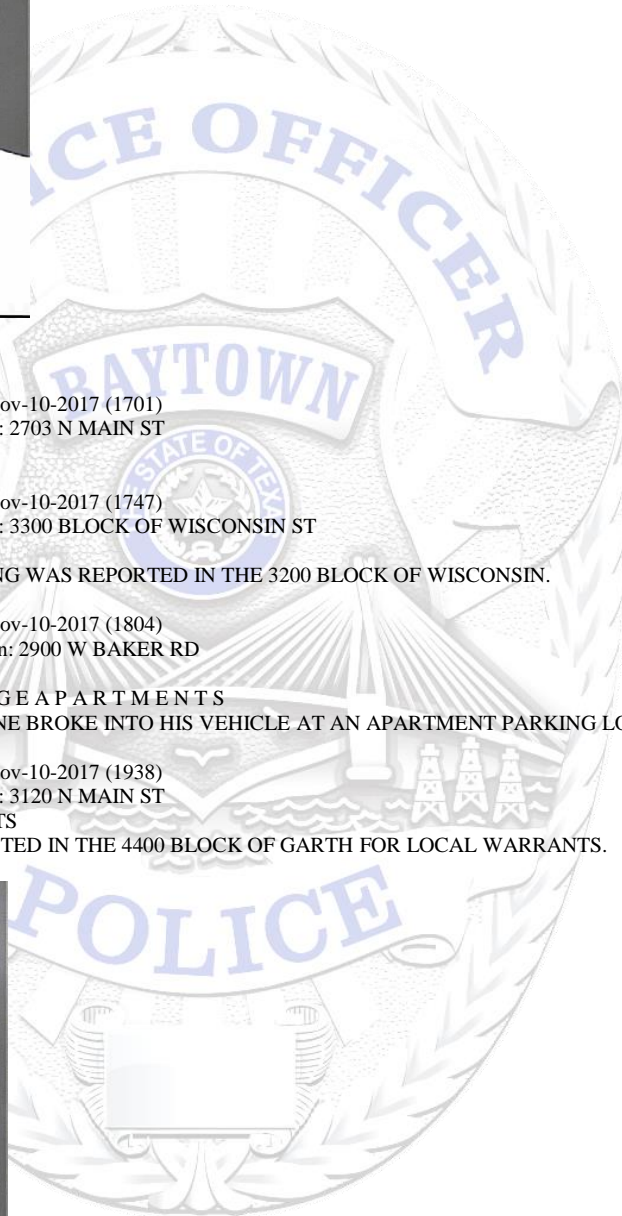 CE OFFICER
BAYTOWN
THE STATE OF TEXAS
ov-10-2017 (1701)
: 2703 N MAIN ST
ov-10-2017 (1747)
: 3300 BLOCK OF WISCONSIN ST
NG WAS REPORTED IN THE 3200 BLOCK OF WISCONSIN.
ov-10-2017 (1804)
n: 2900 W BAKER RD
G E A P A R T M E N T S
NE BROKE INTO HIS VEHICLE AT AN APARTMENT PARKING LO
ov-10-2017 (1938)
: 3120 N MAIN ST
TS
TED IN THE 4400 BLOCK OF GARTH FOR LOCAL WARRANTS.
POLICE